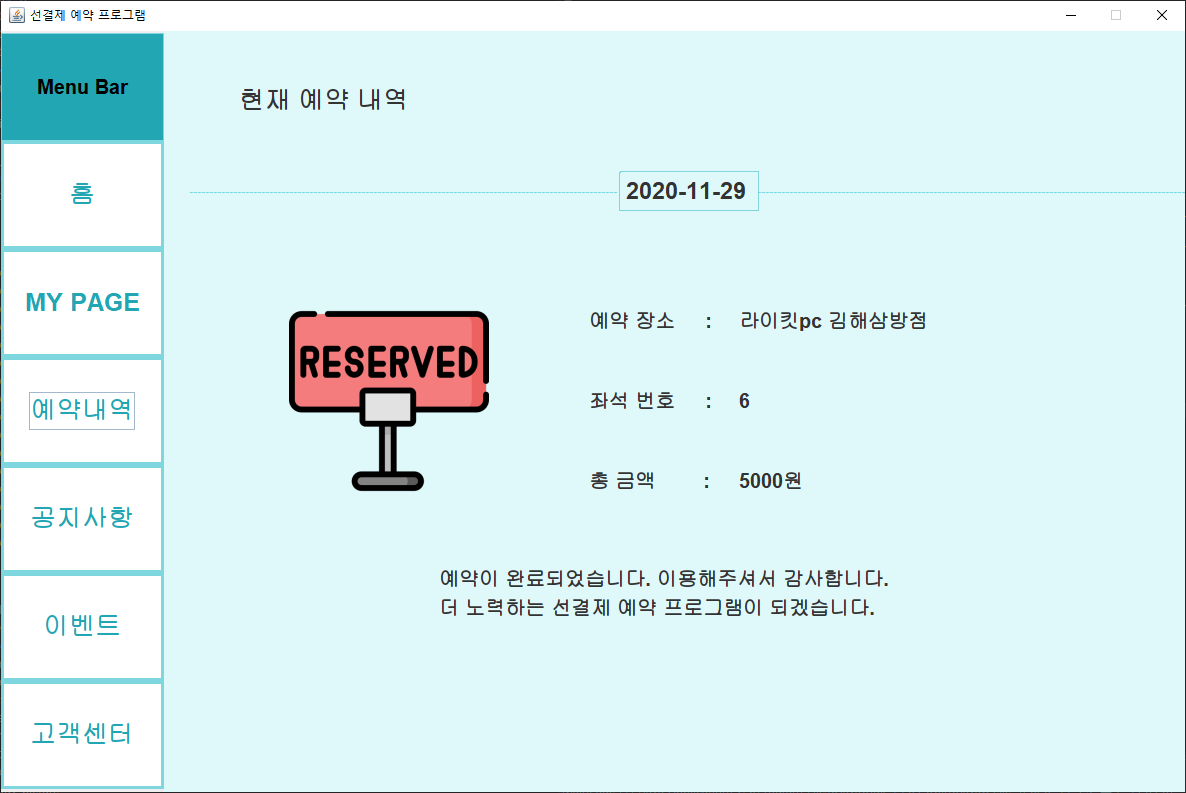 선결제 예약 프로그램
Menu Bar
홈
MY PAGE
예약내역
공지사항
이벤트
고객센터
현재 예약 내역
2020-11-29
RESERVED
예약 장소 : 라이킷pc 김해삼방점
좌석 번호 : 6
총 금액 : 5000원
예약이 완료되었습니다. 이용해주셔서 감사합니다.
더 노력하는 선결제 예약 프로그램이 되겠습니다.